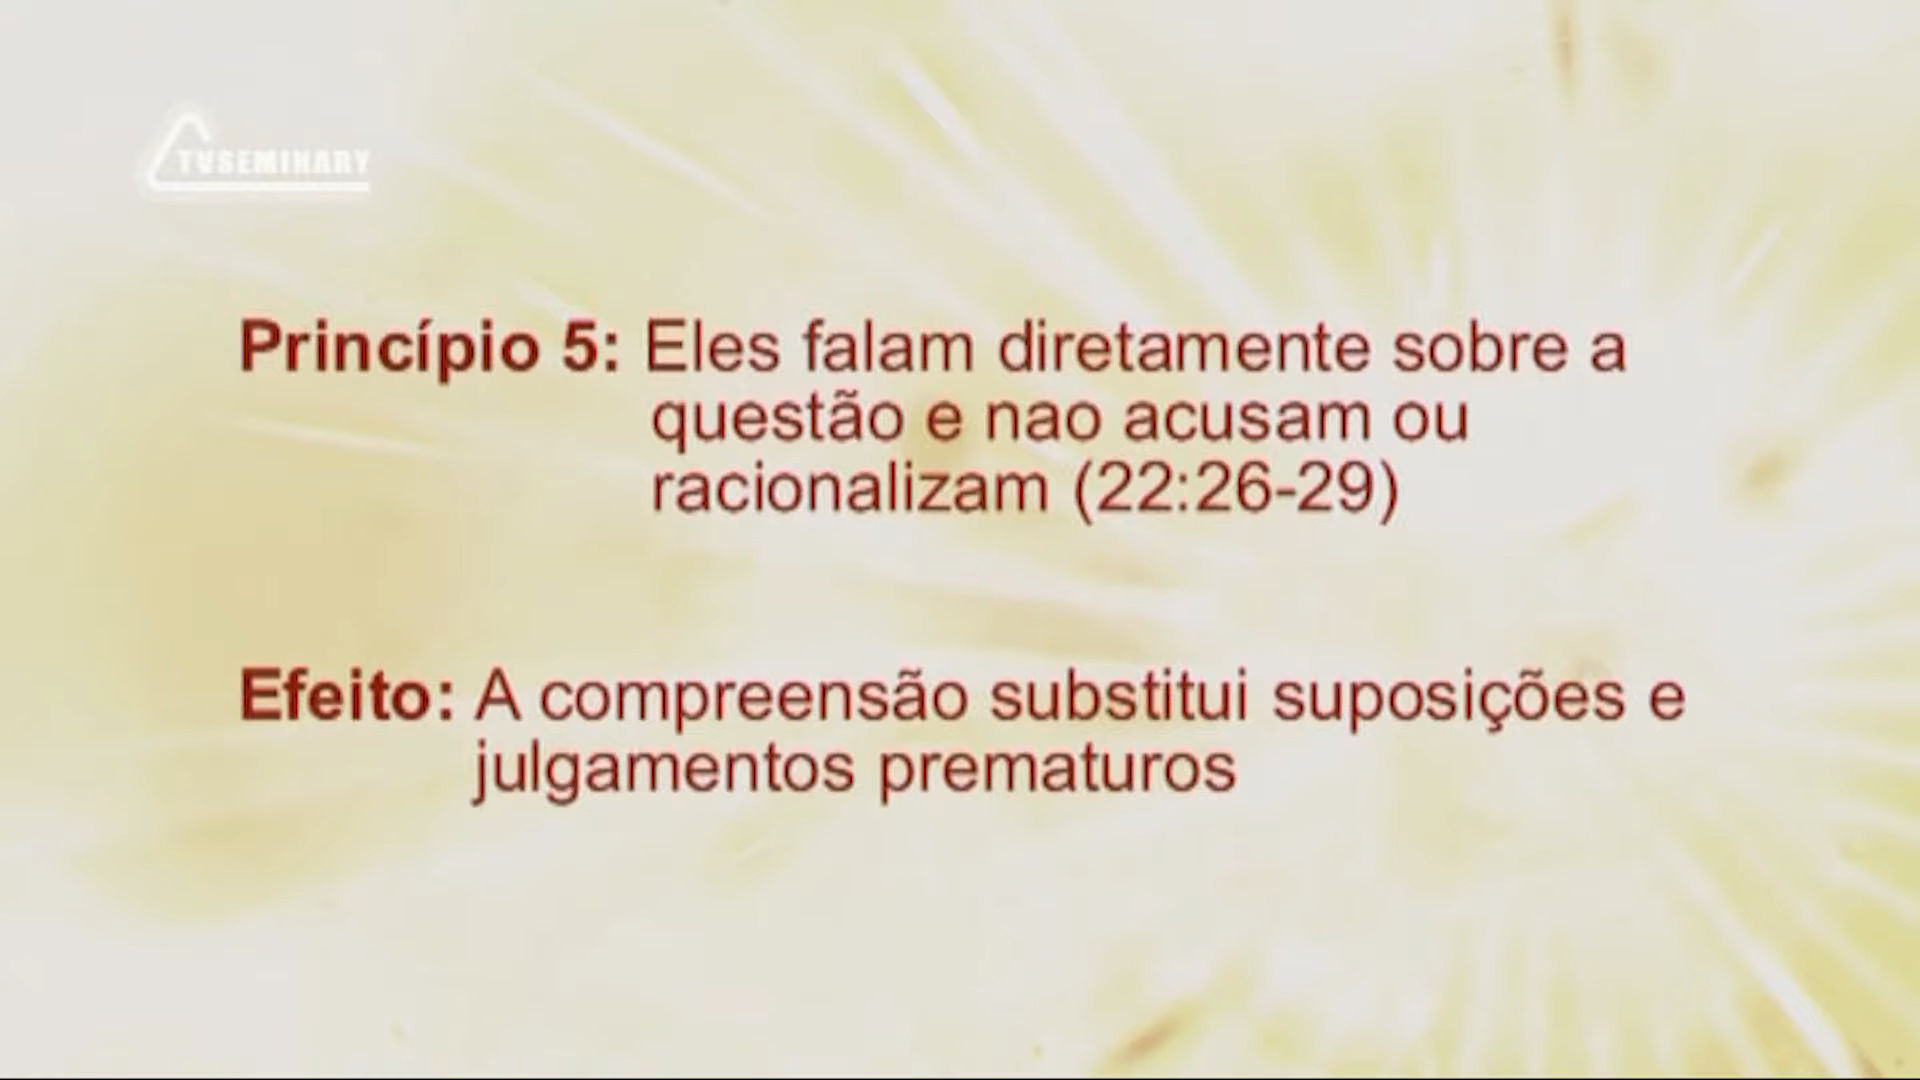 TVSEMINARY
Princípio 5: Eles falam diretamente sobre a
questão e nao acusam ou
racionalizam (22:26-29)
Efeito: A compreensão substitui suposições e
julgamentos prematuros